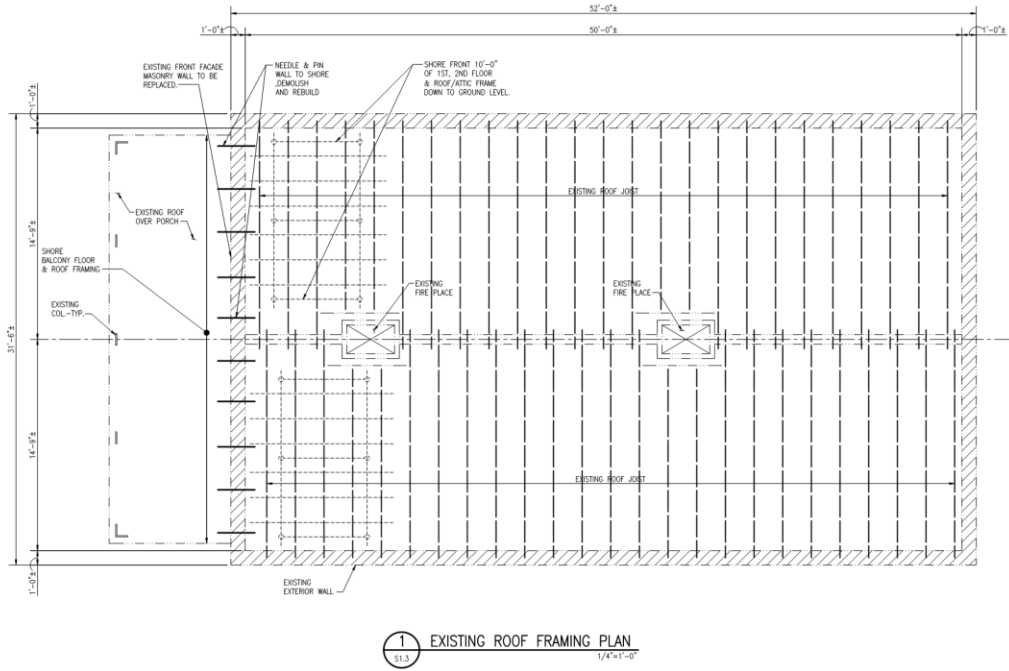 52'-0"±
1'-0"±
50'-0"±
1'-0"±
EXISTING FRONT FACADE
MASONRY WALL TO BE
REPLACED.
NEEDLE & PIN
WALL TO SHORE
,DEMOLISH
AND REBUILD
SHORE FRONT 10'-0"
OF 1ST, 2ND FLOOR
& ROOF/ATTIC FRAME
DOWN TO GROUND LEVEL.
1'-0"±
14'-9"±
31'-6"±
14'-9"±
1'-0"±
EXISTING ROOF
OVER PORCH
SHORE
BALCONY FLOOR
& ROOF FRAMING
EXISTING
COL.-TYP.
EXISTING ROOF JOIST
EXISTING
FIRE PLACE
EXISTING
FIRE PLACE
EXISTING ROOF JOIST
EXISTING
EXTERIOR WALL
1
S1.3
EXISTING ROOF FRAMING PLAN
1/4"=1'-0"